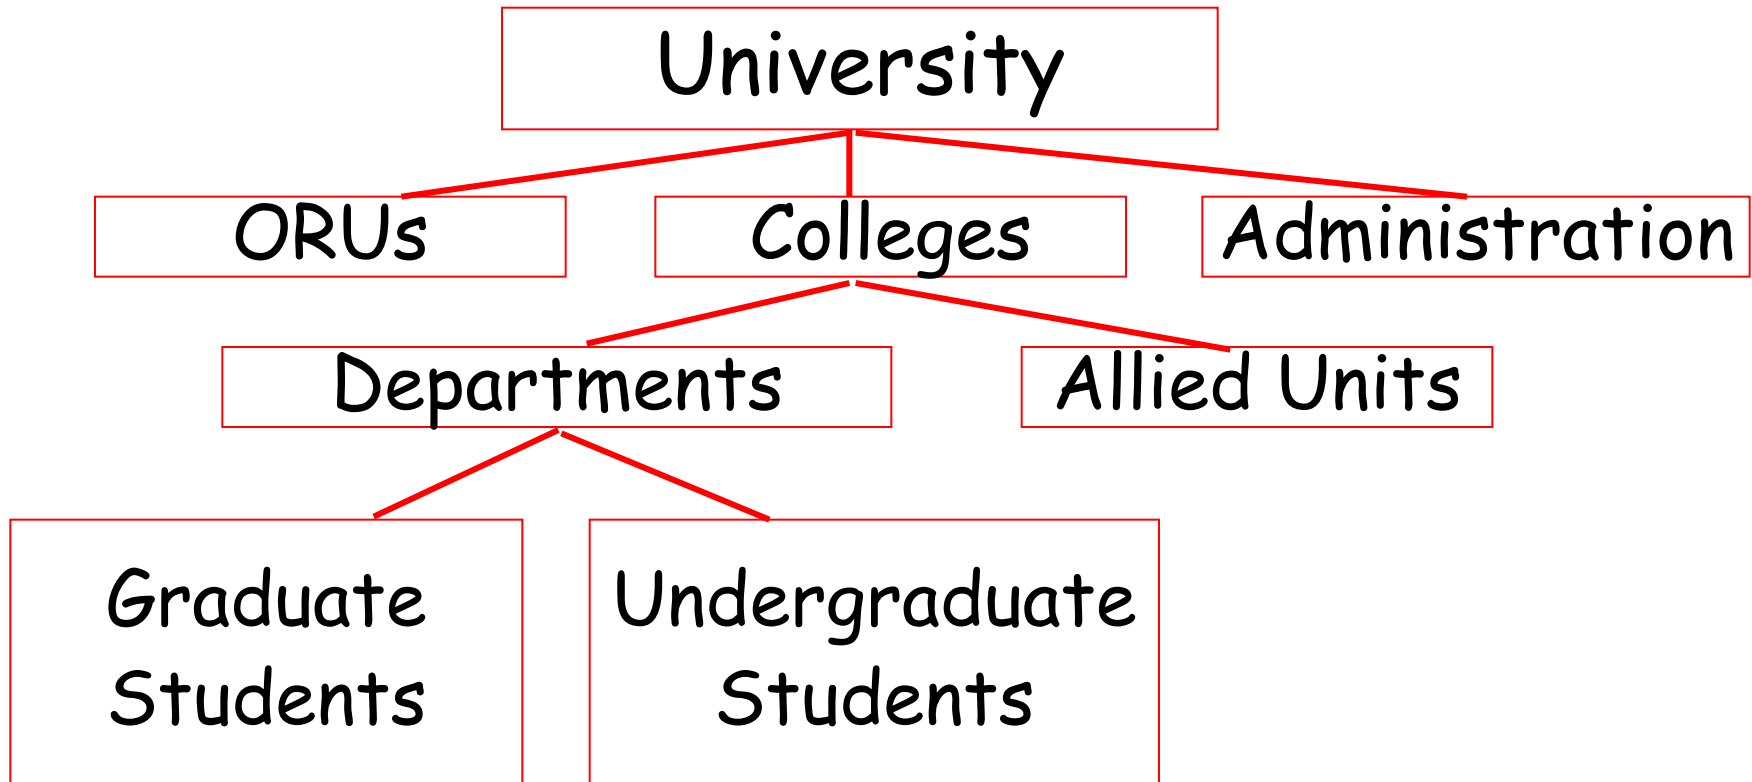 University
ORUs
Colleges
Administration
Departments
Allied Units
Graduate
Students
Undergraduate
Students